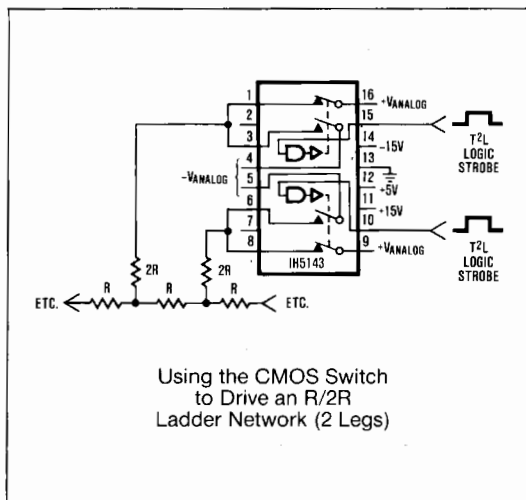 1
2
3
4
5
6
7
8
16
15
14
13
12
11
10
9
+VANALOG
-15V
+5V
+15V
+VANALOG
-VANALOG
IH5143
T²L
LOGIC
STROBE
T²L
LOGIC
STROBE
2R
2R
ETC.
R
R
R
ETC.
Using the CMOS Switch
to Drive an R/2R
Ladder Network (2 Legs)